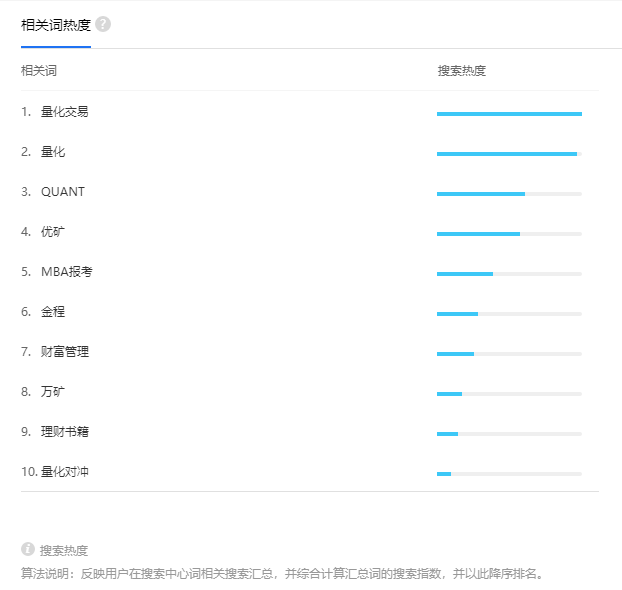 相关词热度 ?
相关词 搜索热度
1. 量化交易
2. 量化
3. QUANT
4. 优矿
5. MBA报考
6. 金程
7. 财富管理
8. 万矿
9. 理财书籍
10. 量化对冲
i 搜索热度
算法说明：反映用户在搜索中心词相关搜索汇总，并综合计算汇总词的搜索指数，并以此降序排名。